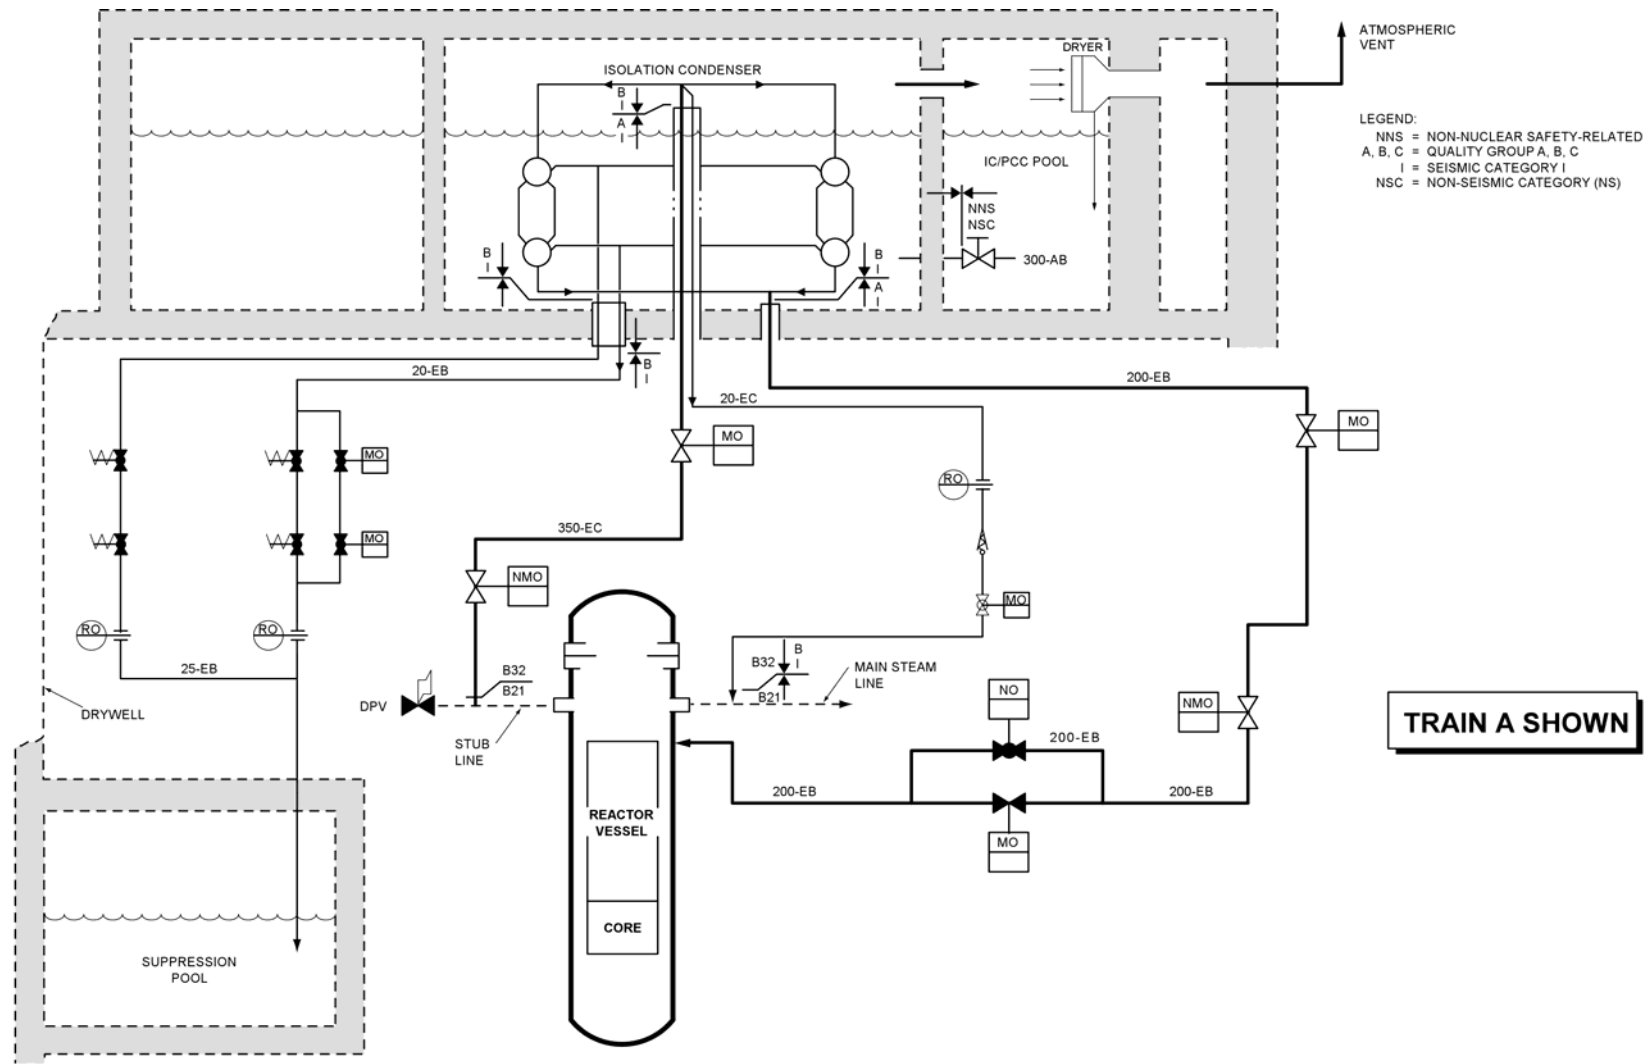 ATMOSPHERIC
VENT
DRYER
ISOLATION CONDENSER
B
I
A
I
LEGEND:
NNS = NON-NUCLEAR SAFETY-RELATED
A, B, C = QUALITY GROUP A, B, C
I = SEISMIC CATEGORY I
NSC = NON-SEISMIC CATEGORY (NS)
IC/PCC POOL
NNS
NSC
300-AB
B
I
B
I
A
I
B
I
20-EB
200-EB
20-EC
MO
MO
MO
RO
350-EC
MO
NMO
MO
RO
RO
25-EB
B32
B21
B32
B
I
B21
MAIN STEAM
LINE
DPV
STUB
LINE
DRYWELL
NO
NMO
200-EB
TRAIN A SHOWN
200-EB
200-EB
MO
REACTOR
VESSEL
CORE
SUPPRESSION
POOL